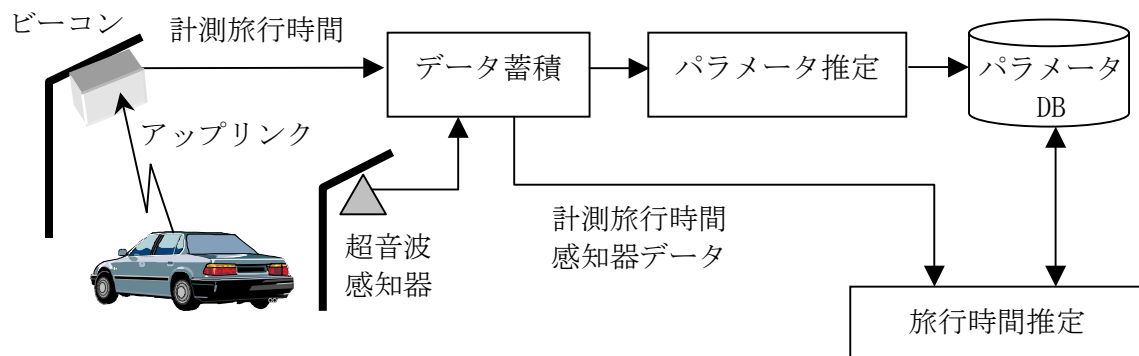 ビーコン
計測旅行時間
データ蓄積
パラメータ推定
パラメータ
DB
アップリンク
超音波
感知器
計測旅行時間
感知器データ
旅行時間推定